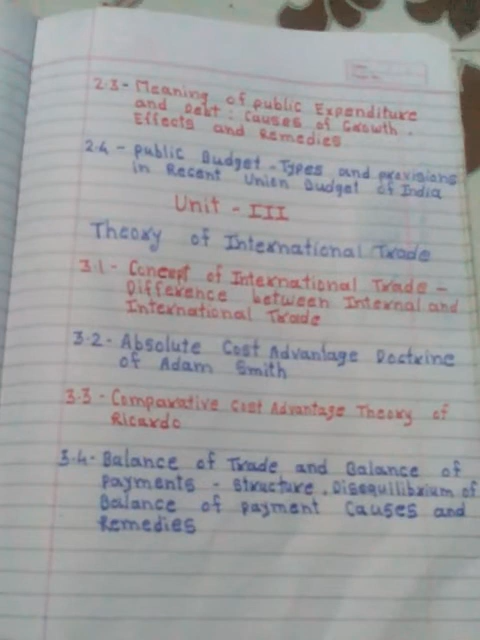 2.3- Meaning of public Expenditure
and Debt: Causes of Growth.
Effects and Remedies
2.4 - public Budget - Types and provisions
in Recent Union Budget of India
Unit - III
Theory of International Trade
3.1- Concept of International Trade -
Difference between Internal and
International Trade
3.2- Absolute Cost Advantage Doctrine
of Adam Smith
3.3- Comparative Cost Advantage Theory of
Ricardo
3.4- Balance of Trade and Balance of
Payments - Structure. Disequilibrium of
Balance of payment Causes and
Remedies